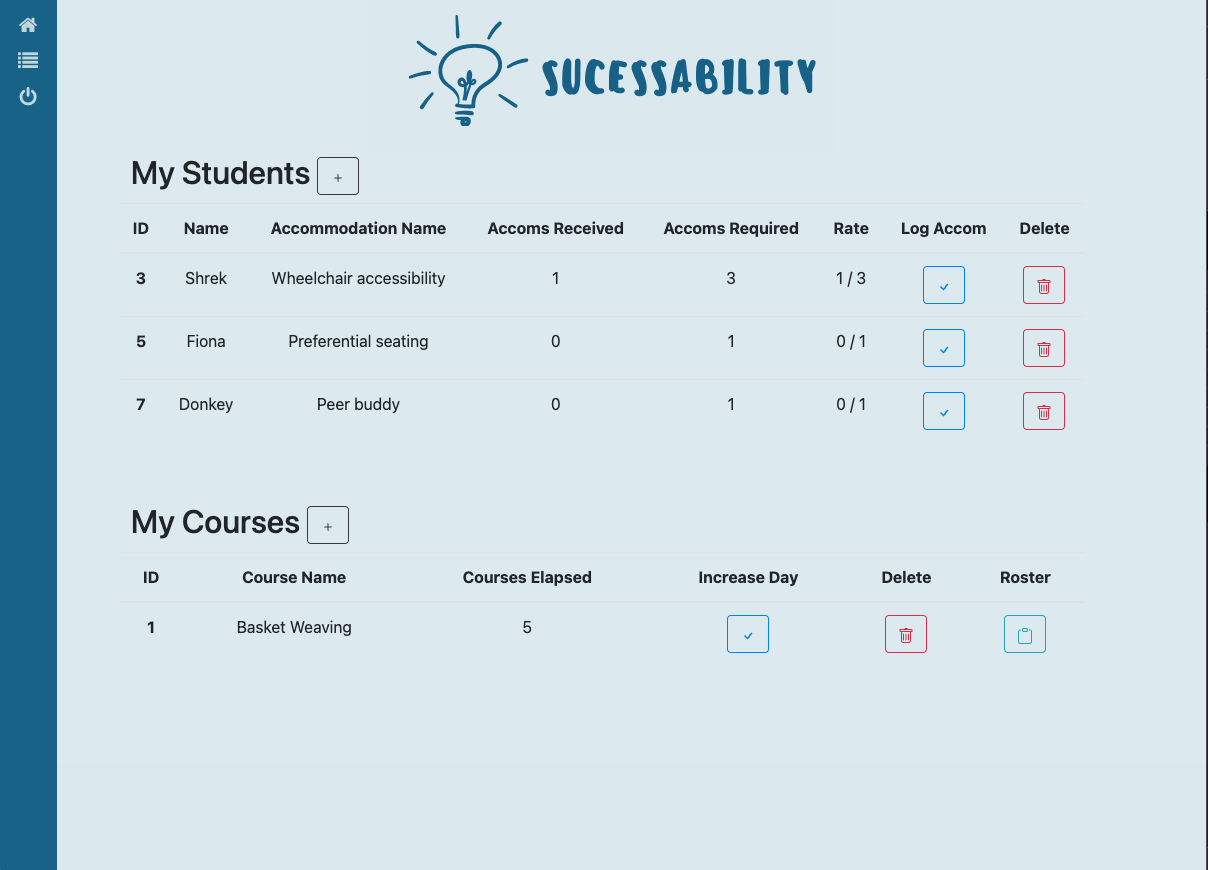 SUCESSABILITY
My Students +
ID Name Accommodation Name Accoms Received Accoms Required Rate Log Accom Delete
3 Shrek Wheelchair accessibility 1 3 1 / 3
5 Fiona Preferential seating 0 1 0 / 1
7 Donkey Peer buddy 0 1 0 / 1
My Courses +
ID Course Name Courses Elapsed Increase Day Delete Roster
1 Basket Weaving 5